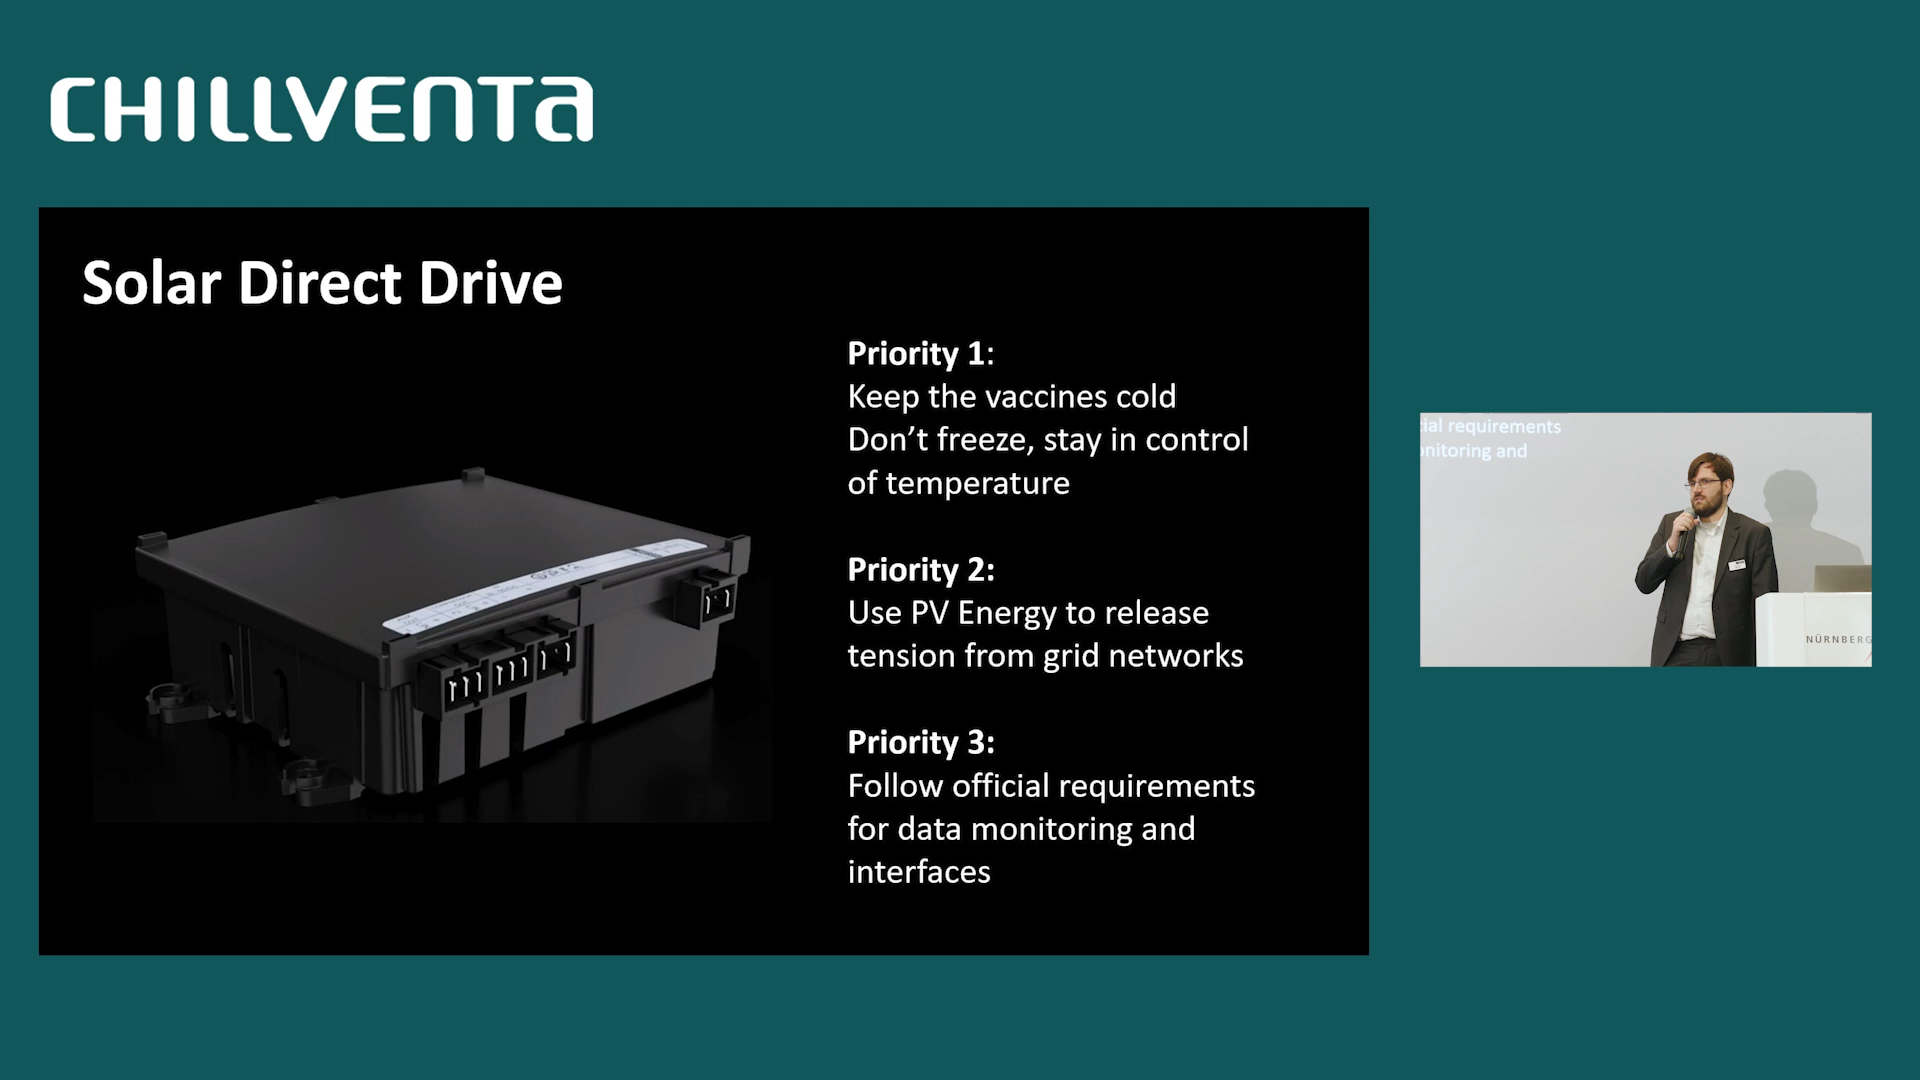 CHILLVENTA
Solar Direct Drive
Priority 1:
Keep the vaccines cold
Don’t freeze, stay in control
of temperature
Priority 2:
Use PV Energy to release
tension from grid networks
Priority 3:
Follow official requirements
for data monitoring and
interfaces
ial requirements
nitoring and
NÜRNBERG